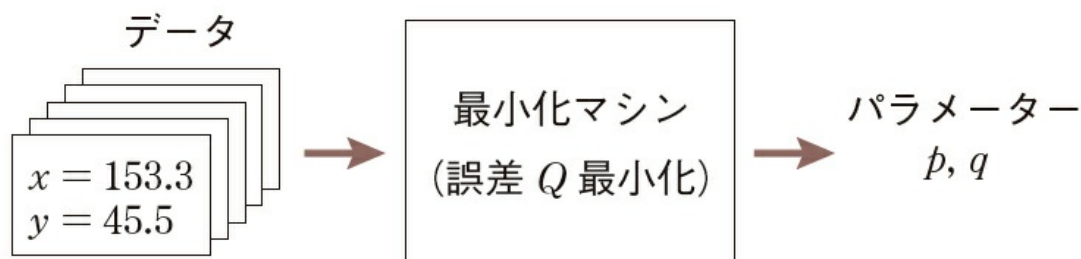 データ
x = 153.3
y = 45.5
最小化マシン
(誤差 Q 最小化)
パラメーター
p, q